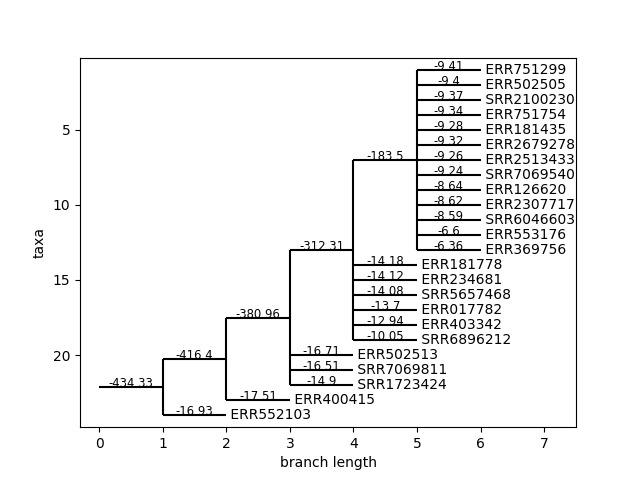 -9.41 ERR751299
-9.4 ERR502505
-9.37 SRR2100230
-9.34 ERR751754
5 -9.28 ERR181435
-9.32 ERR2679278
-183.5 -9.26 ERR2513433
-9.24 SRR7069540
-8.64 ERR126620
10 -8.62 ERR2307717
-8.59 SRR6046603
-6.6 ERR553176
-312.31 -6.36 ERR369756
taxa
-14.18 ERR181778
15 -14.12 ERR234681
-14.08 SRR5657468
-13.7 ERR017782
-380.96 -12.94 ERR403342
-10.05 SRR6896212
20 -416.4 -16.71 ERR502513
-16.51 SRR7069811
-434.33 -14.9 SRR1723424
-17.51 ERR400415
-16.93 ERR552103
0 1 2 3 4 5 6 7
branch length